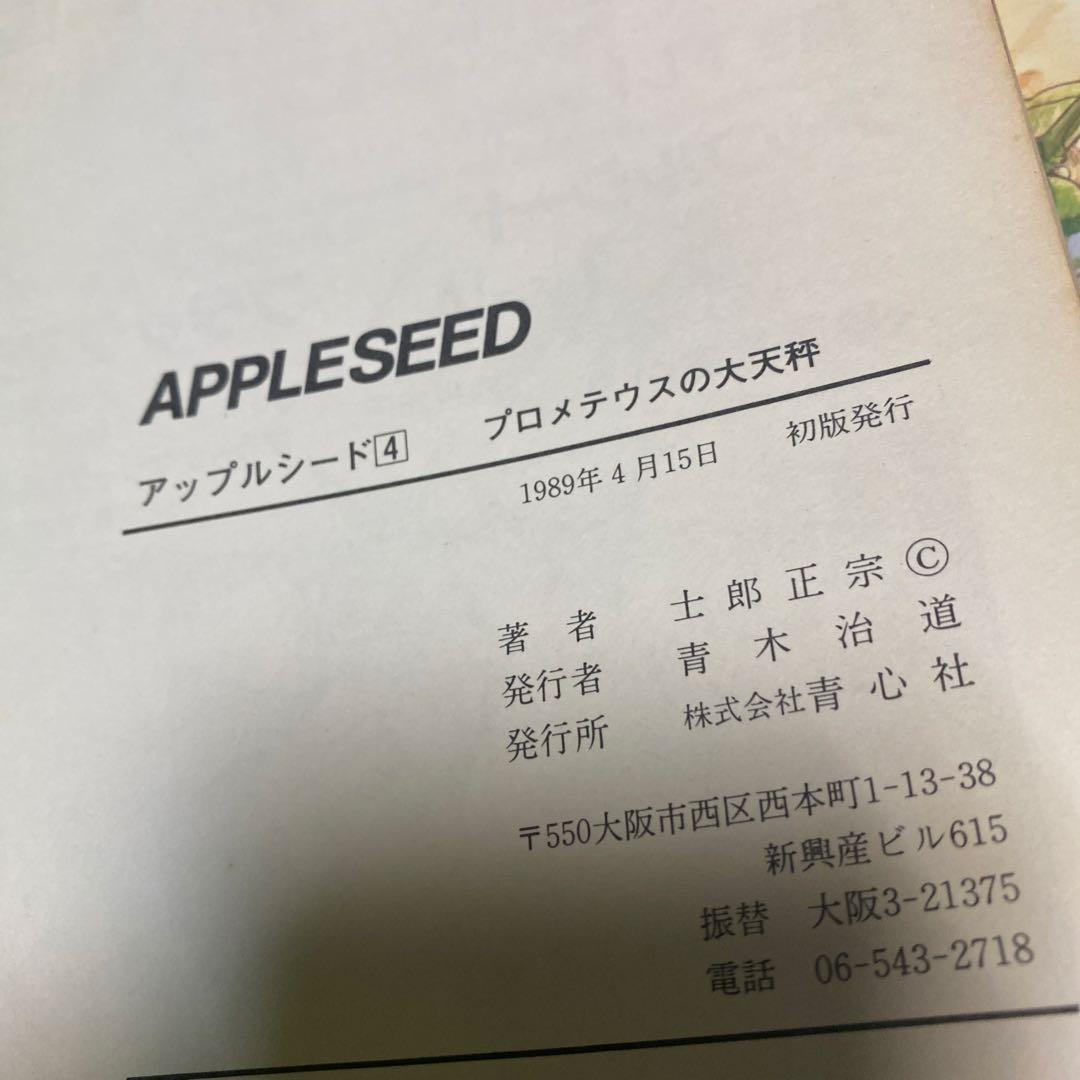 APPLESEED
アップルシード4 プロメテウスの大天秤
1989年4月15日 初版発行
著者 士郎正宗©
発行者 青木治道
発行所 株式会社青心社
〒550大阪市西区西本町1-13-38
新興産ビル615
振替 大阪3-21375
電話 06-543-2718